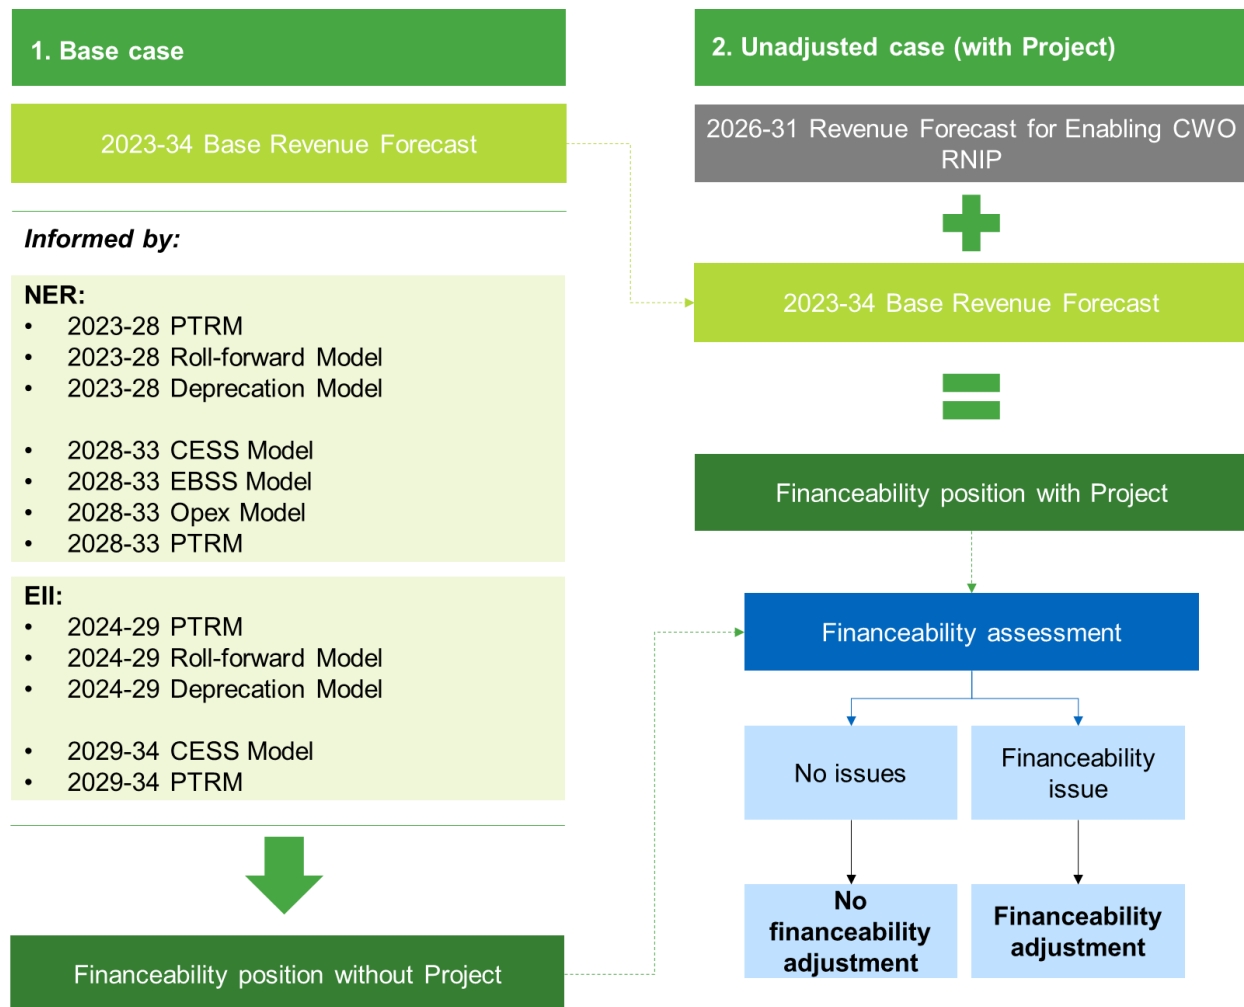 1. Base case
2023-34 Base Revenue Forecast
Informed by:
NER:
• 2023-28 PTRM
• 2023-28 Roll-forward Model
• 2023-28 Deprecation Model
• 2028-33 CESS Model
• 2028-33 EBSS Model
• 2028-33 Opex Model
• 2028-33 PTRM
EII:
• 2024-29 PTRM
• 2024-29 Roll-forward Model
• 2024-29 Deprecation Model
• 2029-34 CESS Model
• 2029-34 PTRM
Financeability position without Project
2. Unadjusted case (with Project)
2026-31 Revenue Forecast for Enabling CWO
RNIP
2023-34 Base Revenue Forecast
Financeability position with Project
Financeability assessment
No issues
Financeability
issue
No
financeability
adjustment
Financeability
adjustment